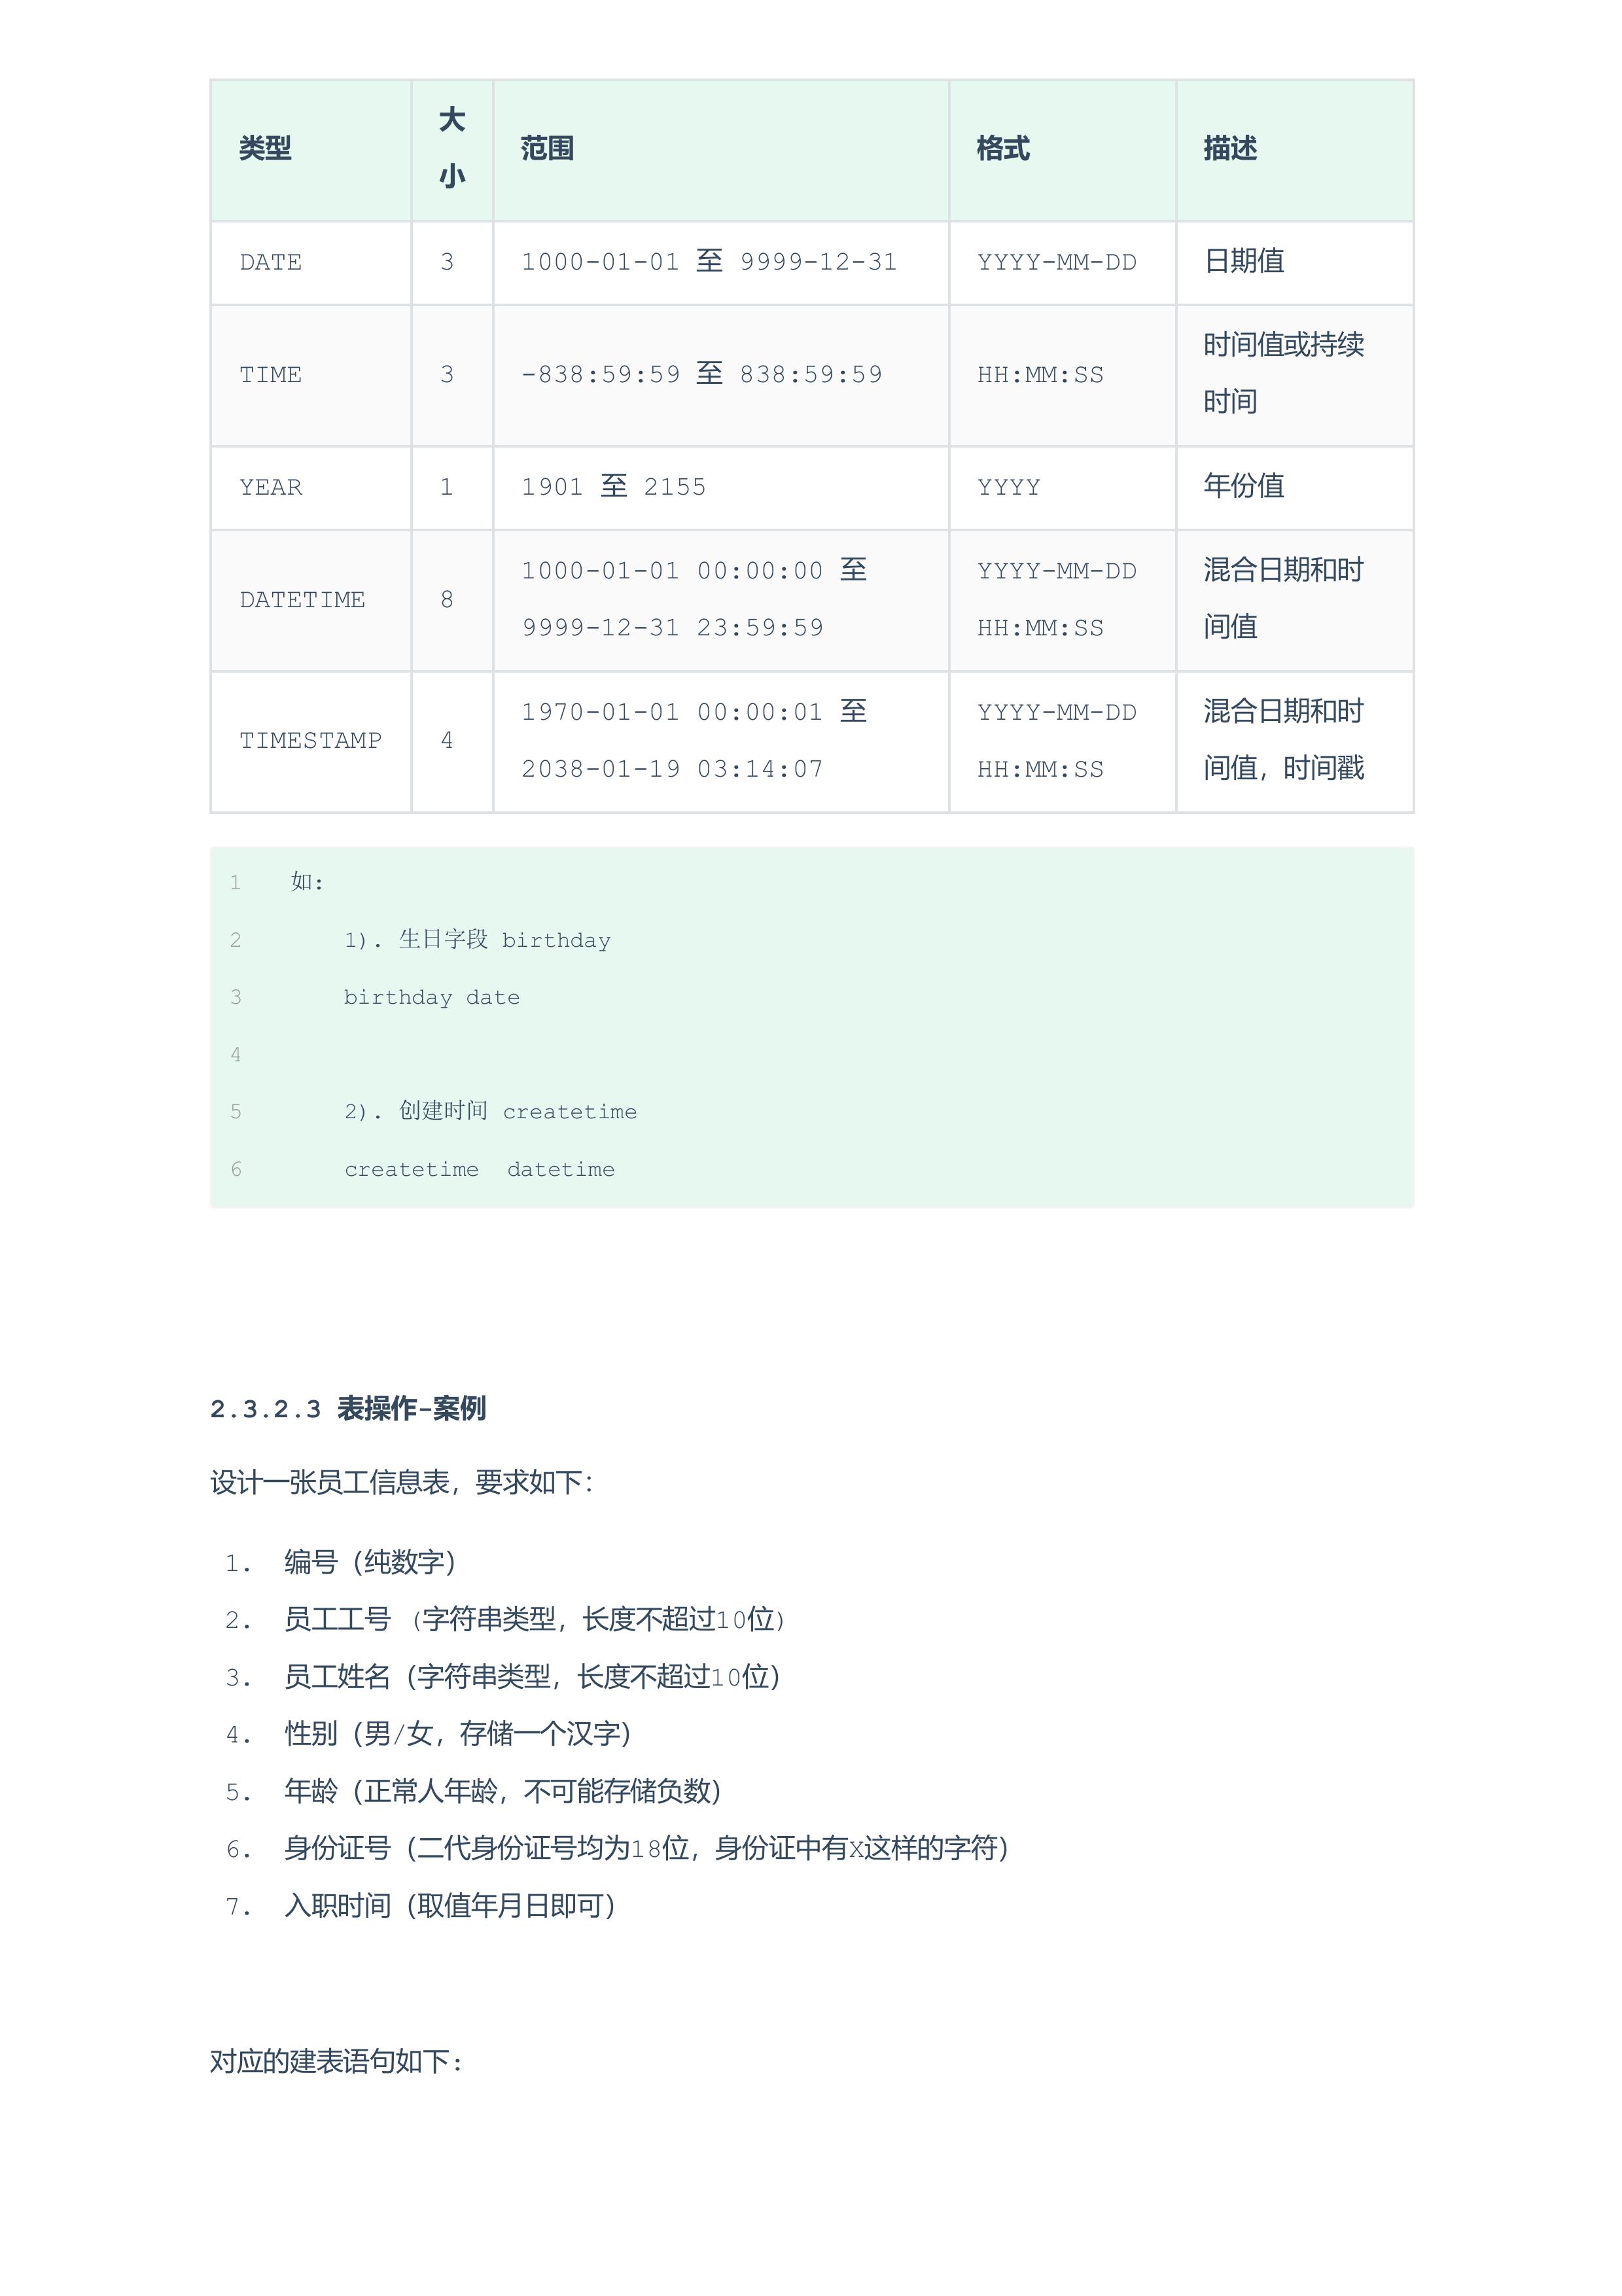 类型 大小 范围 格式 描述
DATE 3 1000-01-01 至 9999-12-31 YYYY-MM-DD 日期值
TIME 3 -838:59:59 至 838:59:59 HH:MM:SS 时间值或持续时间
YEAR 1 1901 至 2155 YYYY 年份值
DATETIME 8 1000-01-01 00:00:00 至 9999-12-31 23:59:59 YYYY-MM-DD HH:MM:SS 混合日期和时间值
TIMESTAMP 4 1970-01-01 00:00:01 至 2038-01-19 03:14:07 YYYY-MM-DD HH:MM:SS 混合日期和时间值，时间戳
1 如:
2 1). 生日字段 birthday
3 birthday date
4
5 2). 创建时间 createtime
6 createtime  datetime
2.3.2.3 表操作-案例
设计一张员工信息表，要求如下：
1. 编号（纯数字）
2. 员工工号 (字符串类型，长度不超过10位)
3. 员工姓名（字符串类型，长度不超过10位）
4. 性别（男/女，存储一个汉字）
5. 年龄（正常人年龄，不可能存储负数）
6. 身份证号（二代身份证号均为18位，身份证中有X这样的字符）
7. 入职时间（取值年月日即可）
对应的建表语句如下: